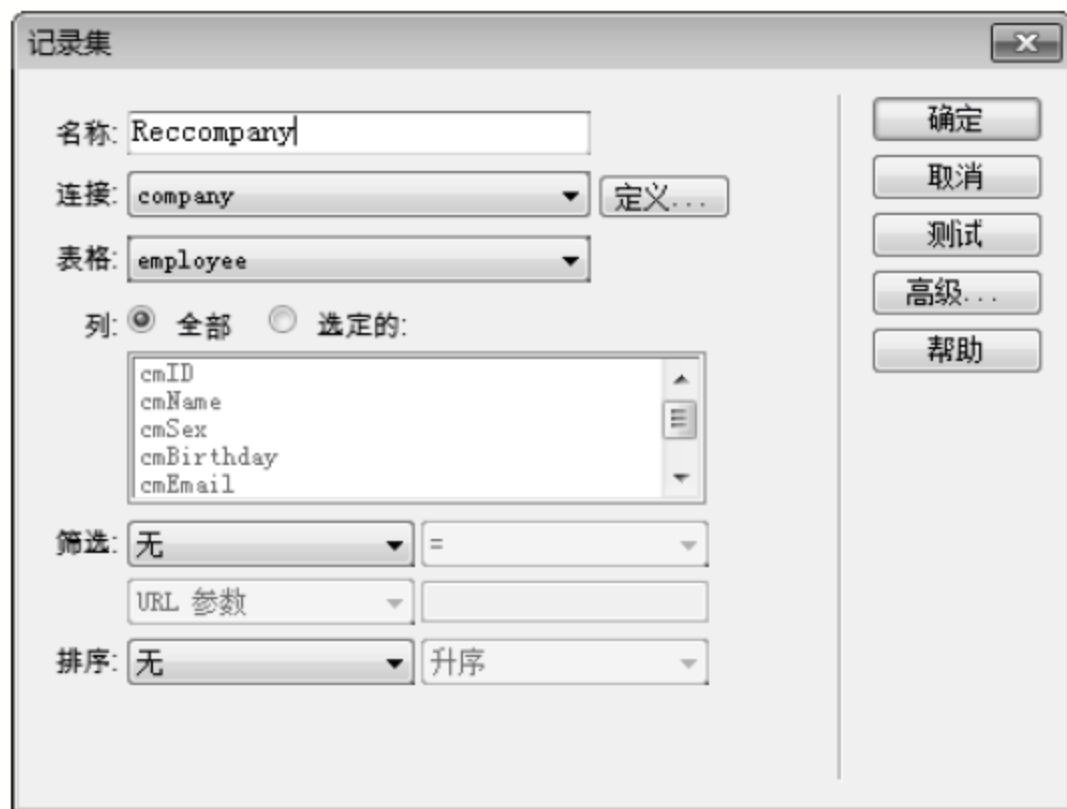 记录集
名称: Reccompany
连接: company 定义...
表格: employee
列: 全部 选定的:
cmID
cmName
cmSex
cmBirthday
cmEmail
筛选: 无 =
URL 参数
排序: 无 升序
确定
取消
测试
高级...
帮助